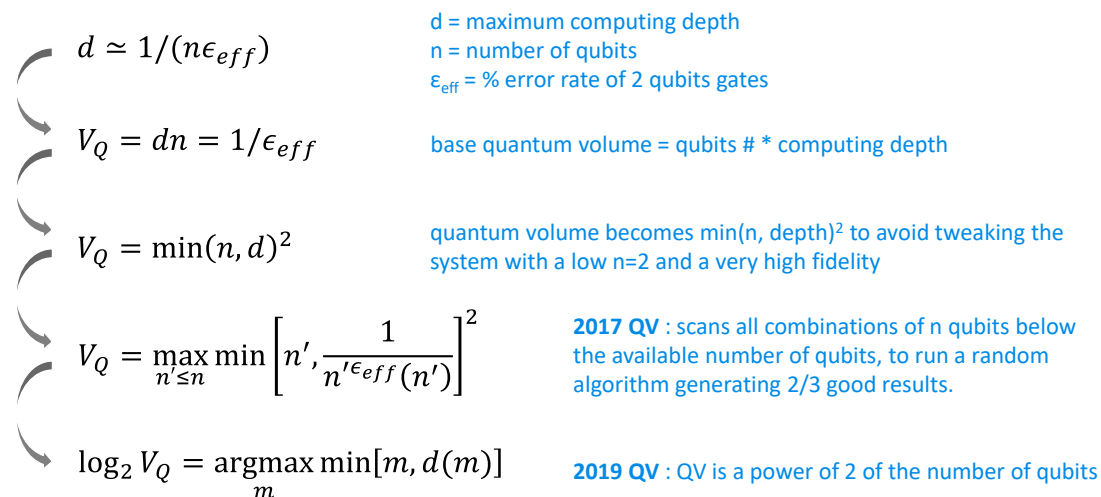 d ≃ 1/(nϵ_eff)
d = maximum computing depth
n = number of qubits
ε_eff = % error rate of 2 qubits gates
V_Q = dn = 1/ϵ_eff
base quantum volume = qubits # * computing depth
V_Q = min(n, d)²
quantum volume becomes min(n, depth)² to avoid tweaking the
system with a low n=2 and a very high fidelity
V_Q = max_{n′≤n} min [n′, 1/(n′^{ϵ_eff}(n′))]²
2017 QV : scans all combinations of n qubits below
the available number of qubits, to run a random
algorithm generating 2/3 good results.
log₂ V_Q = argmax_m min[m, d(m)]
2019 QV : QV is a power of 2 of the number of qubits